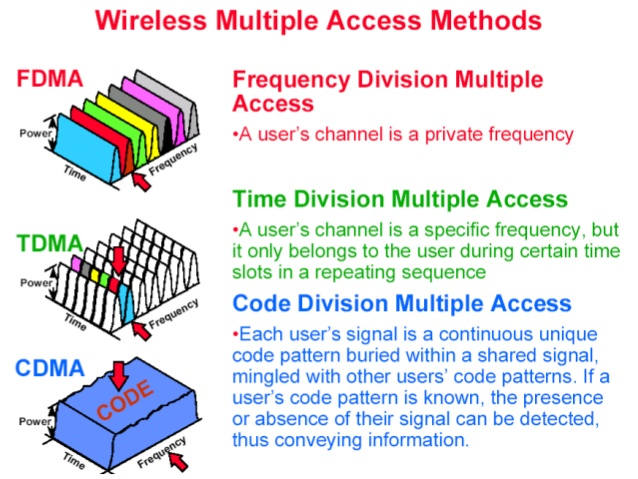 Wireless Multiple Access Methods
FDMA
Power
Time
Frequency
Frequency Division Multiple
Access
•A user's channel is a private frequency
TDMA
Power
Time
Frequency
Time Division Multiple Access
•A user's channel is a specific frequency, but
it only belongs to the user during certain time
slots in a repeating sequence
CDMA
CODE
Power
Time
Frequency
Code Division Multiple Access
•Each user's signal is a continuous unique
code pattern buried within a shared signal,
mingled with other users' code patterns. If a
user's code pattern is known, the presence
or absence of their signal can be detected,
thus conveying information.